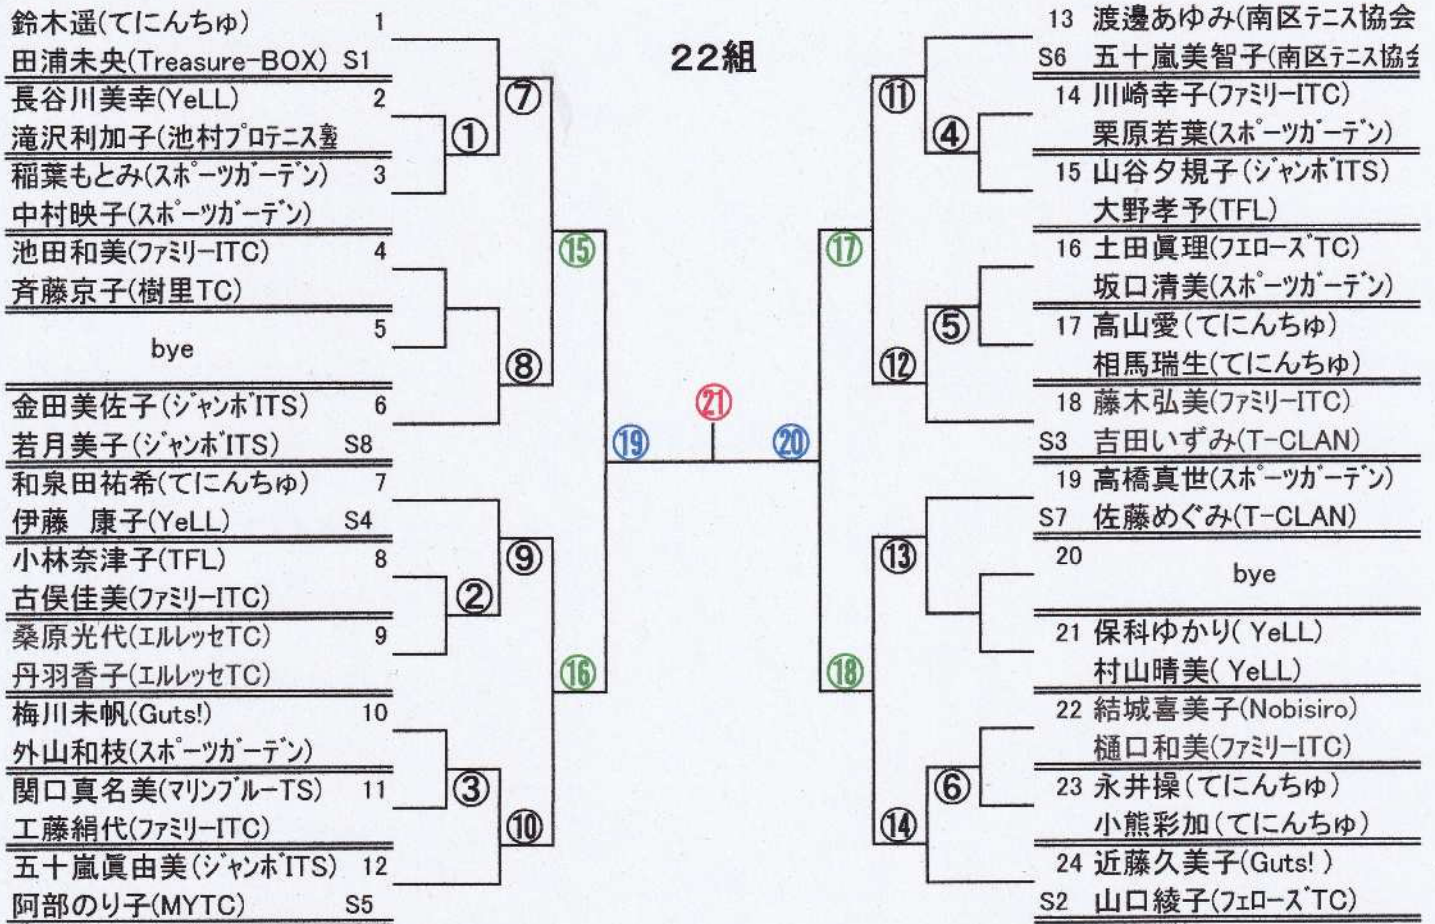 22組
鈴木遥(てにんちゅ) 1
田浦未央(Treasure-BOX) S1
長谷川美幸(YeLL) 2
滝沢利加子(池村プロテニス塾
稲葉もとみ(スポーツガーデン) 3
中村映子(スポーツガーデン)
池田和美(ファミリーITC) 4
斉藤京子(樹里TC)
5
bye
金田美佐子(ジャンボITS) 6
若月美子(ジャンボITS) S8
和泉田祐希(てにんちゅ) 7
伊藤 康子(YeLL) S4
小林奈津子(TFL) 8
古俣佳美(ファミリーITC)
桑原光代(エルレッセTC) 9
丹羽香子(エルレッセTC)
梅川未帆(Guts!) 10
外山和枝(スポーツガーデン)
関口真名美(マリンブルーTS) 11
工藤絹代(ファミリーITC)
五十嵐眞由美(ジャンボITS) 12
阿部のり子(MYTC) S5
⑦
①
⑮
⑧
⑲
⑨
②
⑯
③
⑩
㉑
⑳
⑪
④
⑰
⑤
⑫
⑬
⑱
⑥
⑭
13 渡邊あゆみ(南区テニス協会
S6 五十嵐美智子(南区テニス協会
14 川崎幸子(ファミリーITC)
栗原若葉(スポーツガーデン)
15 山谷夕規子(ジャンボITS)
大野孝予(TFL)
16 土田眞理(フエローズTC)
坂口清美(スポーツガーデン)
17 高山愛(てにんちゅ)
相馬瑞生(てにんちゅ)
18 藤木弘美(ファミリーITC)
S3 吉田いずみ(T-CLAN)
19 高橋真世(スポーツガーデン)
S7 佐藤めぐみ(T-CLAN)
20
bye
21 保科ゆかり( YeLL)
村山晴美( YeLL)
22 結城喜美子(Nobisiro)
樋口和美(ファミリーITC)
23 永井操(てにんちゅ)
小熊彩加(てにんちゅ)
24 近藤久美子(Guts! )
S2 山口綾子(フェローズTC)